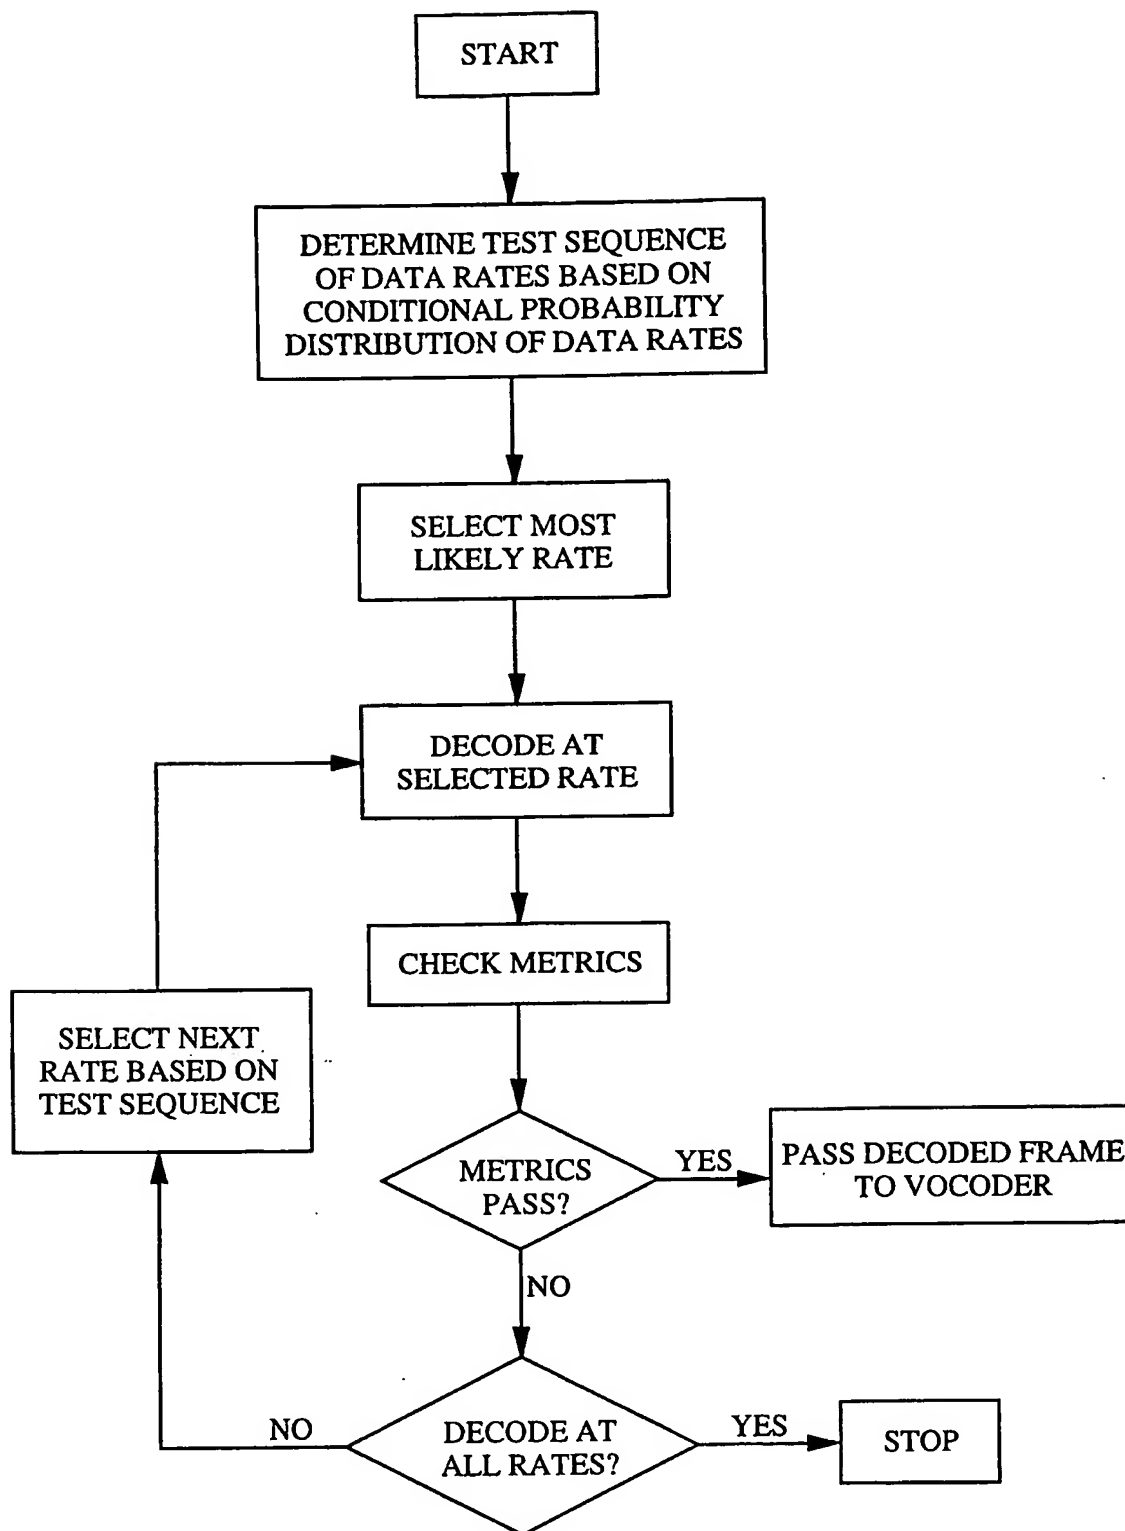 START
DETERMINE TEST SEQUENCE
OF DATA RATES BASED ON
CONDITIONAL PROBABILITY
DISTRIBUTION OF DATA RATES
SELECT MOST
LIKELY RATE
DECODE AT
SELECTED RATE
CHECK METRICS
SELECT NEXT
RATE BASED ON
TEST SEQUENCE
METRICS
PASS?
YES
PASS DECODED FRAME
TO VOCODER
NO
DECODE AT
ALL RATES?
NO
YES
STOP